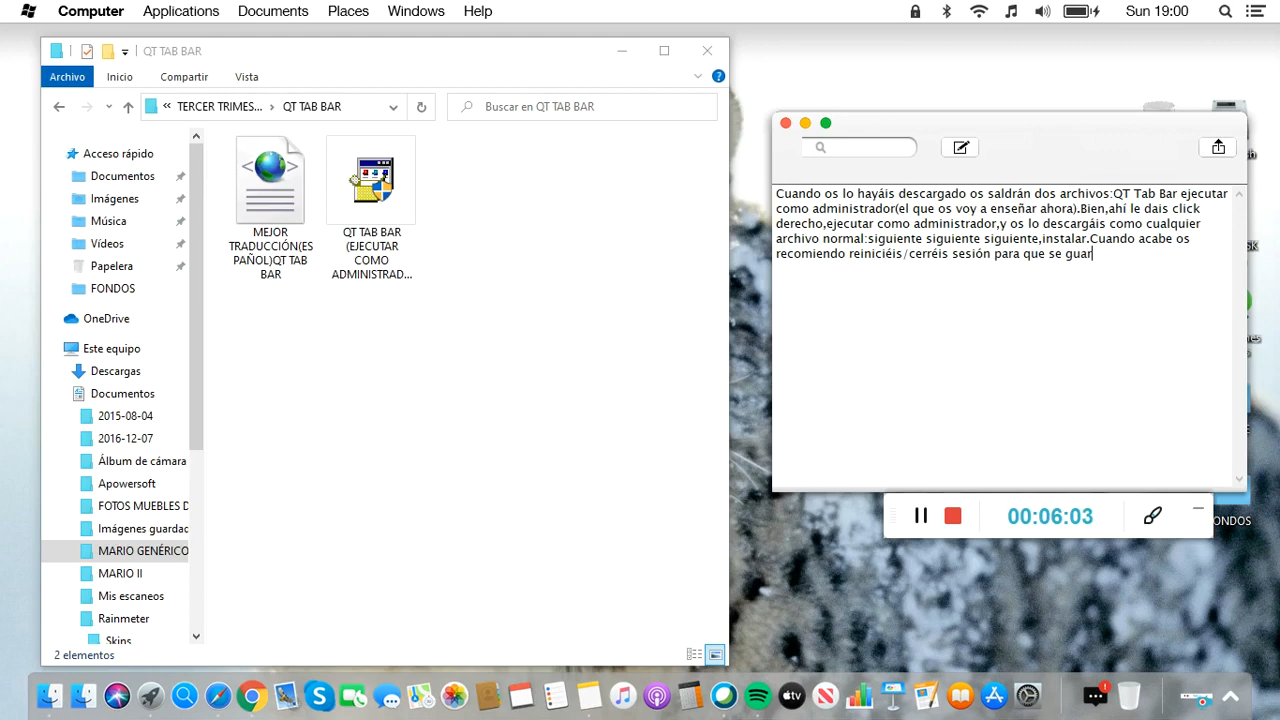 Computer Applications Documents Places Windows Help Sun 19:00
QT TAB BAR
Archivo Inicio Compartir Vista
« TERCER TRIMES... › QT TAB BAR
Buscar en QT TAB BAR
Acceso rápido
Documentos
Imágenes
Música
Vídeos
Papelera
FONDOS
OneDrive
Este equipo
Descargas
Documentos
2015-08-04
2016-12-07
Álbum de cámara
Apowersoft
FOTOS MUEBLES D
Imágenes guardad
MARIO GENÉRICO
MARIO II
Mis escaneos
Rainmeter
Skins
MEJOR
TRADUCCIÓN(ES
PAÑOL)QT TAB
BAR
QT TAB BAR
(EJECUTAR
COMO
ADMINISTRAD...
2 elementos
Cuando os lo hayáis descargado os saldrán dos archivos:QT Tab Bar ejecutar
como administrador(el que os voy a enseñar ahora).Bien,ahí le dais click
derecho,ejecutar como administrador,y os lo descargáis como cualquier
archivo normal:siguiente siguiente siguiente,instalar.Cuando acabe os
recomiendo reiniciéis/cerréis sesión para que se guar
00:06:03
ONDOS
tv